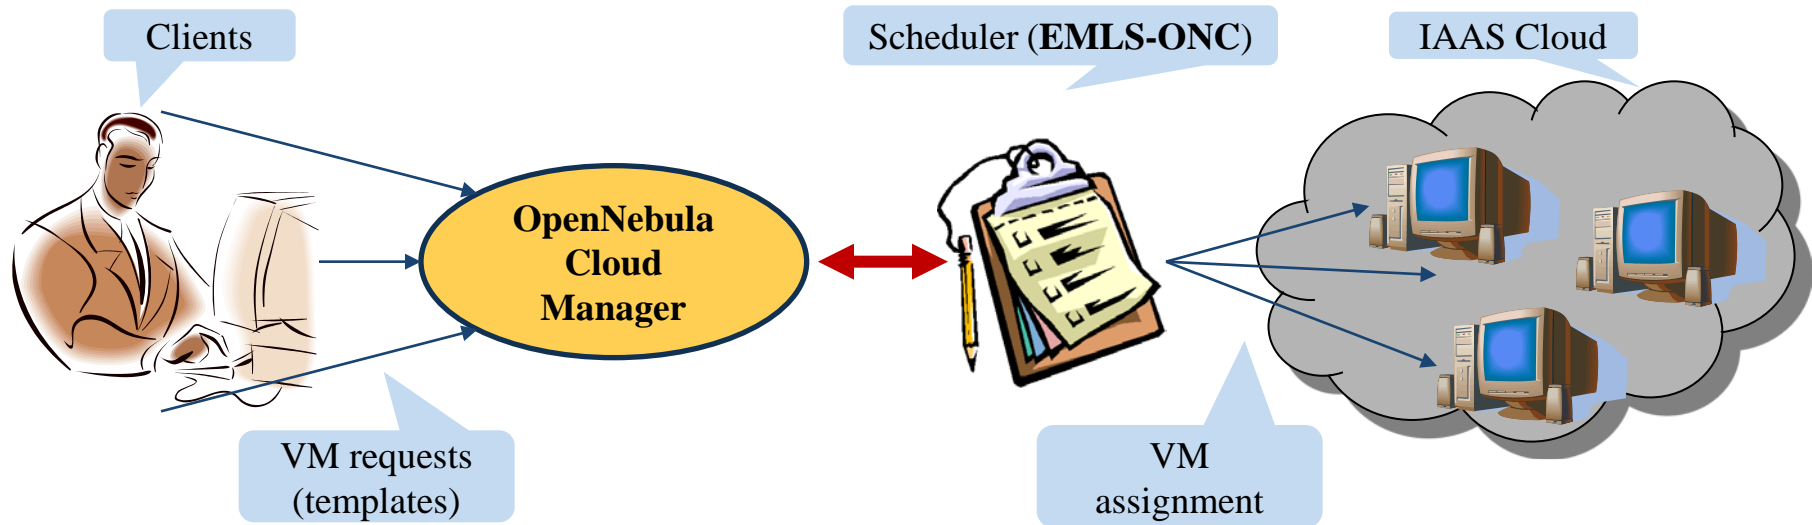 Clients
Scheduler (EMLS-ONC)
IAAS Cloud
OpenNebula
Cloud
Manager
VM requests
(templates)
VM
assignment